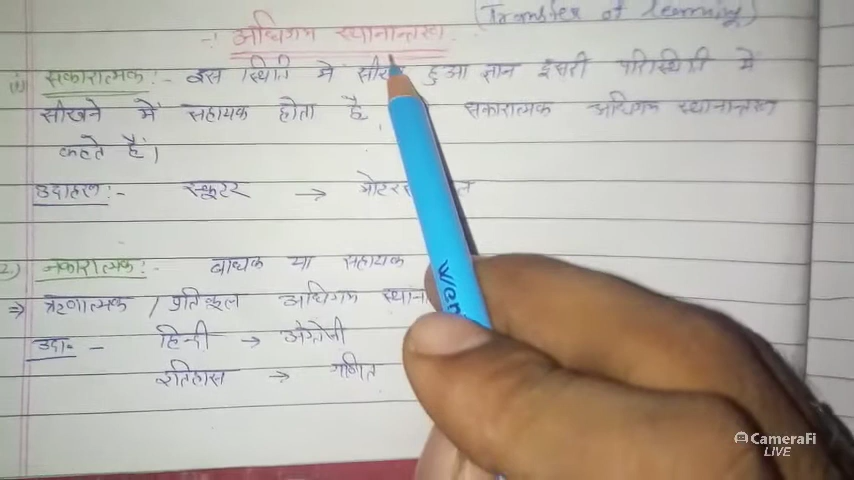 (Transfer of learning)
-: अधिगम स्थानान्तरण
(1) सकारात्मक :- इस स्थिति में सीखा हुआ ज्ञान दूसरी परिस्थिती में
सीखने में सहायक होता है सकारात्मक अधिगम स्थानान्तरण
कहते हैं।
उदाहरण :- स्कूटर →
2) नकारात्मक :- बाधक या सहायक
⇒ ऋणात्मक / प्रतिकूल अधिगम
उदा० - हिन्दी → अंग्रेजी
इतिहास → गणित
CameraFi
LIVE